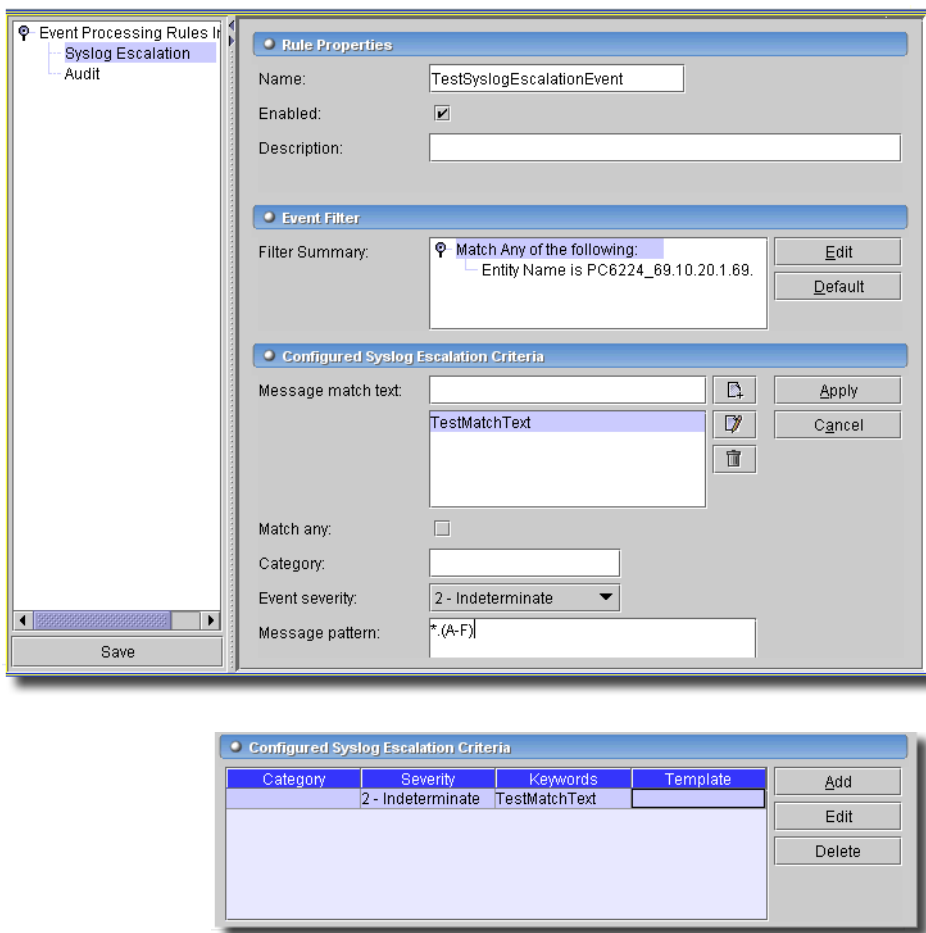 Event Processing Rules Ir
Syslog Escalation
Audit
Save
Rule Properties
Name: TestSyslogEscalationEvent
Enabled:
Description:
Event Filter
Filter Summary: Match Any of the following:
Entity Name is PC6224_69.10.20.1.69.
Edit
Default
Configured Syslog Escalation Criteria
Message match text:
TestMatchText
Apply
Cancel
Match any:
Category:
Event severity: 2 - Indeterminate
Message pattern: *.(A-F)
Configured Syslog Escalation Criteria
Category Severity Keywords Template
2 - Indeterminate TestMatchText
Add
Edit
Delete